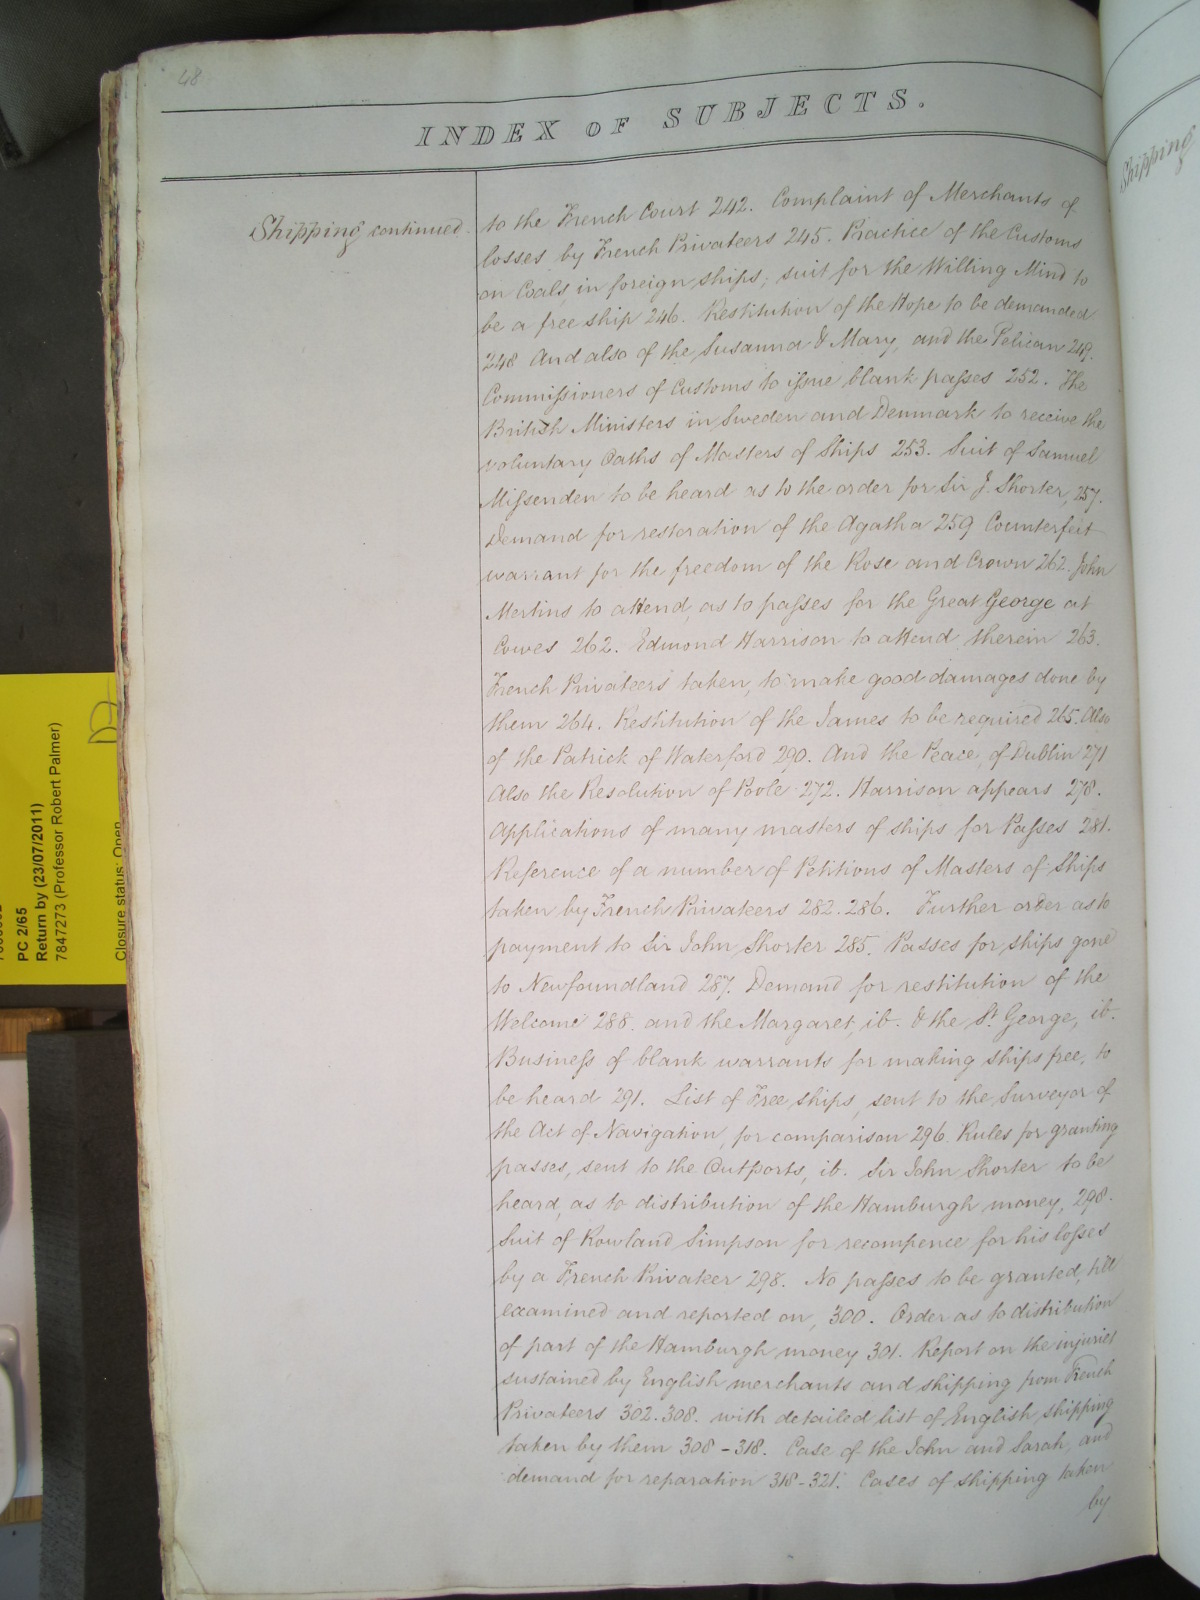 48
INDEX OF SUBJECTS.
Shipping
Shipping continued.
to the French Court 242. Complaint of Merchants of
losses by French Privateers 245. Practice of the Customs
on Coals in foreign ships; suit for the Willing Mind to
be a free ship 246. Restitution of the Hope to be demanded
248 And also of the Susanna & Mary, and the Pelican 249.
Commissioners of Customs to issue blank passes 252. The
British Ministers in Sweden and Denmark to receive the
voluntary Oaths of Masters of Ships 253. Suit of Samuel
Missenden to be heard as to the order for Sir J. Shorter, 257.
Demand for restoration of the Agatha 259 Counterfeit
warrant for the freedom of the Rose and Crown 262. John
Mertins to attend, as to passes for the Great George at
Cowes 262. Edmond Harrison to attend therein 263.
French Privateers taken, to make good damages done by
them 264. Restitution of the James to be required 265. Also
of the Patrick of Waterford 290. And the Peace, of Dublin 271
Also the Resolution of Poole 272. Harrison appears 278.
Applications of many masters of ships for Passes 281.
Reference of a number of Petitions of Masters of Ships
taken by French Privateers 282. 286. Further order as to
payment to Sir John Shorter 285. Passes for ships gone
to Newfoundland 287. Demand for restitution of the
Welcome 288. and the Margaret, ib. & the St. George, ib.
Business of blank warrants for making ships free, to
be heard 291. List of Free ships, sent to the Surveyor of
the Act of Navigation, for comparison 296. Rules for granting
passes, sent to the Outports, ib. Sir John Shorter to be
heard, as to distribution of the Hamburgh money, 298.
Suit of Rowland Simpson for recompence for his losses
by a French Privateer 298. No passes to be granted, till
examined and reported on, 300. Order as to distribution
of part of the Hamburgh money 301. Report on the injuries
sustained by English merchants and shipping from French
Privateers 302. 308. with detailed list of English shipping
taken by them 308-318. Case of the John and Sarah, and
demand for reparation 318-321. Cases of shipping taken
by
PC 2/65
Return by (23/07/2011)
7847273 (Professor Robert Palmer)
Closure status: Open